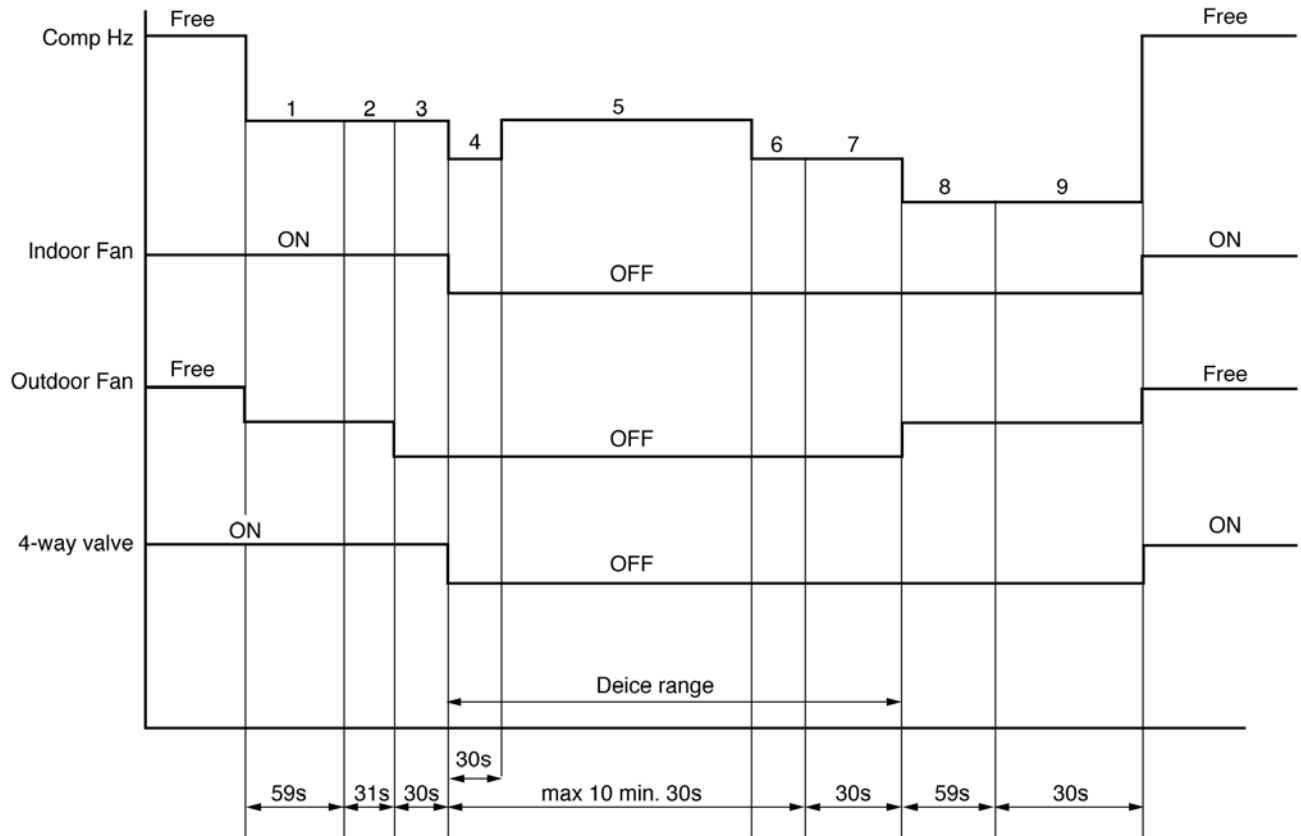 Free
Free
Comp Hz
1
2
3
4
5
6
7
8
9
ON
ON
Indoor Fan
OFF
Free
Free
Outdoor Fan
OFF
ON
ON
4-way valve
OFF
Deice range
30s
59s
31s
30s
max 10 min. 30s
30s
59s
30s